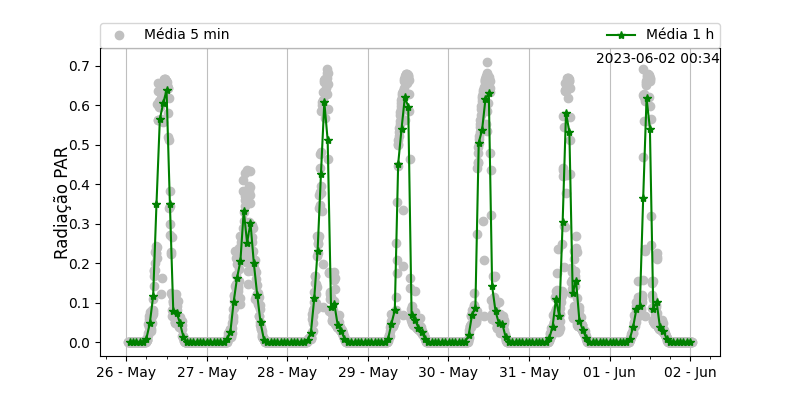 Média 5 min
Média 1 h
2023-06-02 00:34
Radiação PAR
0.7
0.6
0.5
0.4
0.3
0.2
0.1
0.0
26 - May
27 - May
28 - May
29 - May
30 - May
31 - May
01 - Jun
02 - Jun